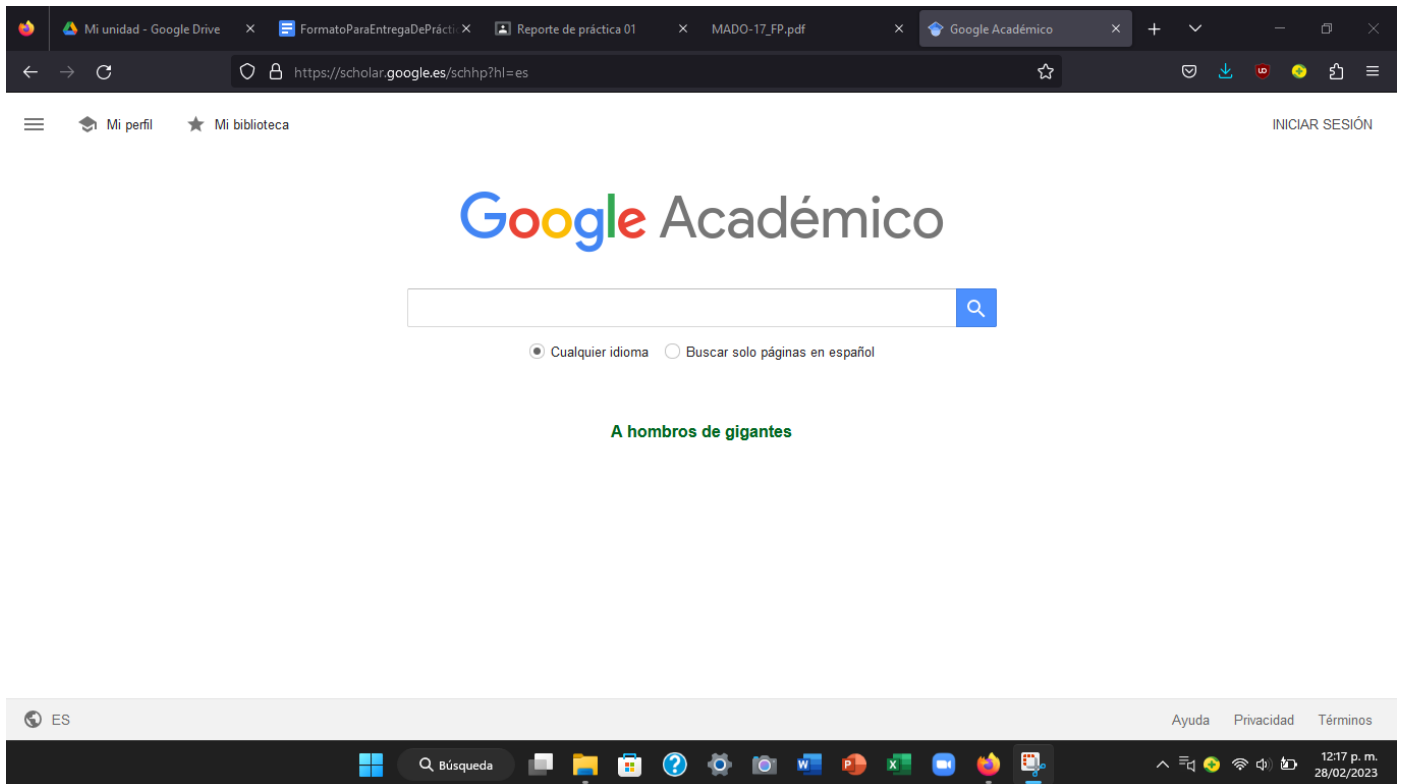 Mi unidad - Google Drive
FormatoParaEntregaDePráctic
Reporte de práctica 01
MADO-17_FP.pdf
Google Académico
https://scholar.google.es/schhp?hl=es
Mi perfil
Mi biblioteca
INICIAR SESIÓN
Google Académico
Cualquier idioma
Buscar solo páginas en español
A hombros de gigantes
ES
Ayuda
Privacidad
Términos
Búsqueda
12:17 p. m.
28/02/2023